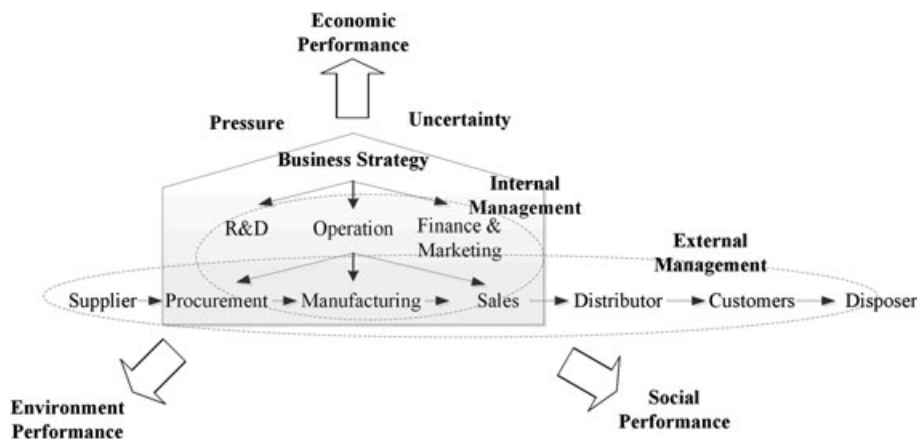 Economic
Performance
Pressure
Uncertainty
Business Strategy
Internal
Management
R&D
Operation
Finance &
Marketing
External
Management
Supplier
Procurement
Manufacturing
Sales
Distributor
Customers
Disposer
Environment
Performance
Social
Performance